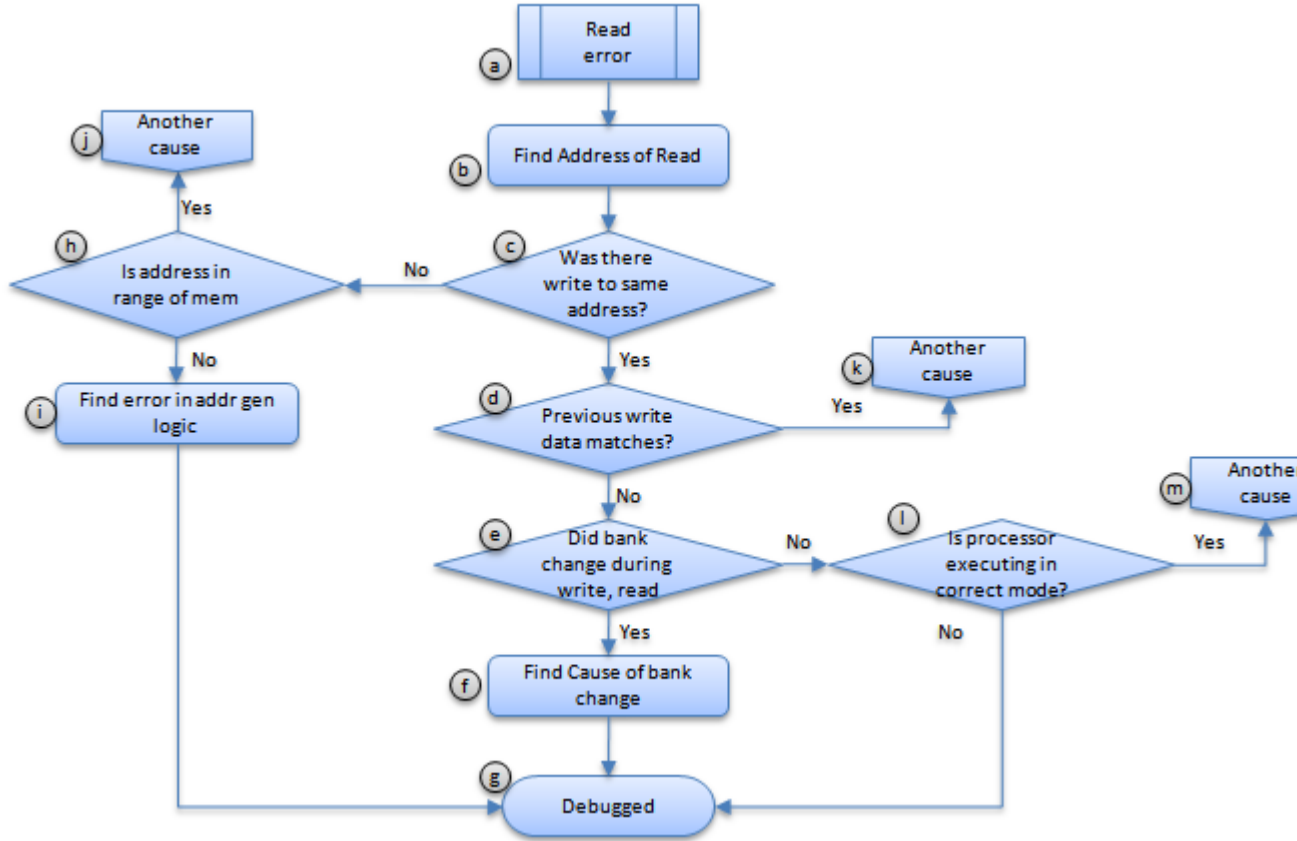 Read
error
a
Another
cause
j
Find Address of Read
b
Yes
h
c
Is address in
range of mem
No
Was there
write to same
address?
No
Yes
Another
cause
k
i
Find error in addr gen
logic
d
Previous write
data matches?
Yes
No
Another
cause
m
e
Did bank
change during
write, read
No
l
Is processor
executing in
correct mode?
Yes
Yes
No
f
Find Cause of bank
change
g
Debugged